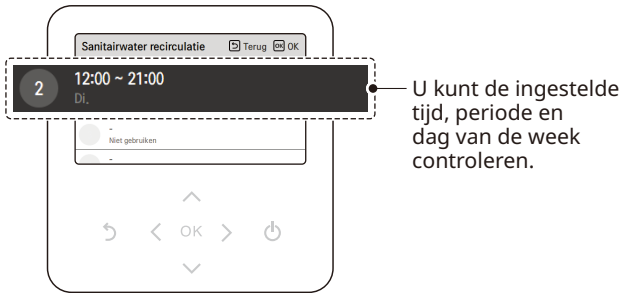 Sanitairwater recirculatie Terug OK OK
2
12:00 ~ 21:00
Di.
-
Niet gebruiken
-
OK
U kunt de ingestelde
tijd, periode en
dag van de week
controleren.